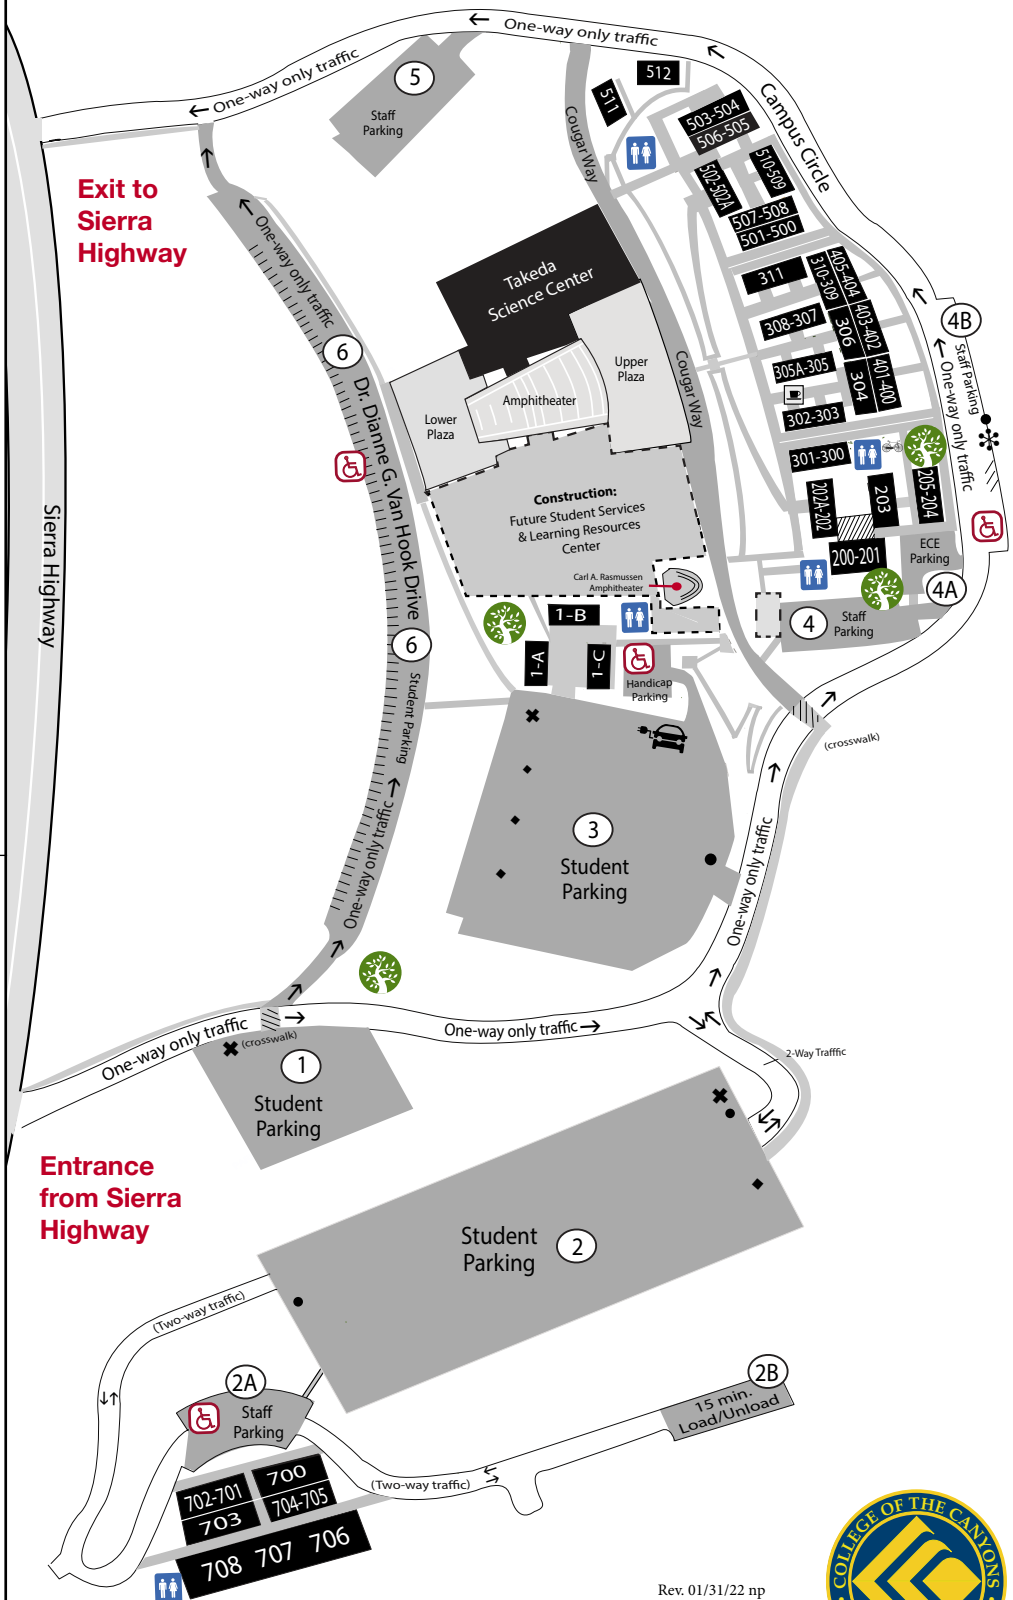 One-way only traffic
One-way only traffic
5
Staff
Parking
512
511
Cougar Way
503-504
506-505
Campus Circle
502-502A
510-509
507-508
501-500
Exit to
Sierra
Highway
One-way only traffic
Takeda
Science Center
311
310-309
405-404
308-307
306
403-402
4B
Staff Parking
One-way only traffic
6
Dr. Dianne G. Van Hook Drive
Upper
Plaza
Amphitheater
Lower
Plaza
Cougar Way
305A-305
304
401-400
302-303
301-300
202A-202
203
205-204
200-201
ECE
Parking
4A
Construction:
Future Student Services
& Learning Resources
Center
Carl A. Rasmussen
Amphitheater
Sierra Highway
1-B
1-A
1-C
4
Staff
Parking
6
Student Parking
Handicap
Parking
(crosswalk)
One-way only traffic
3
Student
Parking
One-way only traffic
One-way only traffic
(crosswalk)
One-way only traffic
2-Way Trafffic
1
Student
Parking
Entrance
from Sierra
Highway
Student
Parking
2
(Two-way traffic)
2A
Staff
Parking
2B
15 min.
Load/Unload
(Two-way traffic)
702-701
700
703
704-705
708 707 706
COLLEGE OF THE CANYONS
Rev. 01/31/22 np